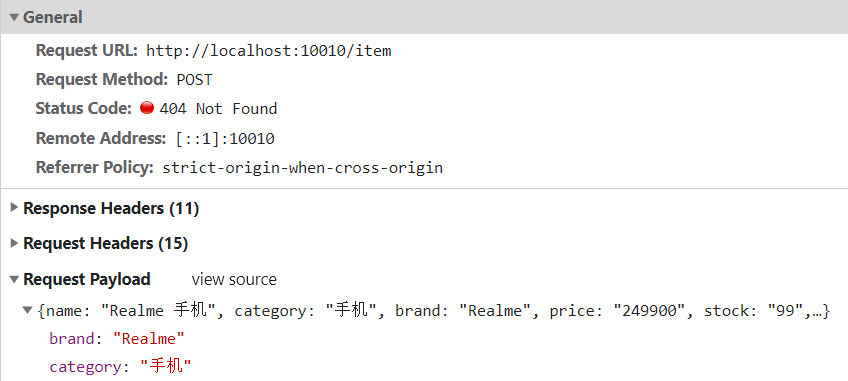 General
Request URL: http://localhost:10010/item
Request Method: POST
Status Code: 404 Not Found
Remote Address: [::1]:10010
Referrer Policy: strict-origin-when-cross-origin
Response Headers (11)
Request Headers (15)
Request Payload view source
{name: "Realme 手机", category: "手机", brand: "Realme", price: "249900", stock: "99",…}
brand: "Realme"
category: "手机"